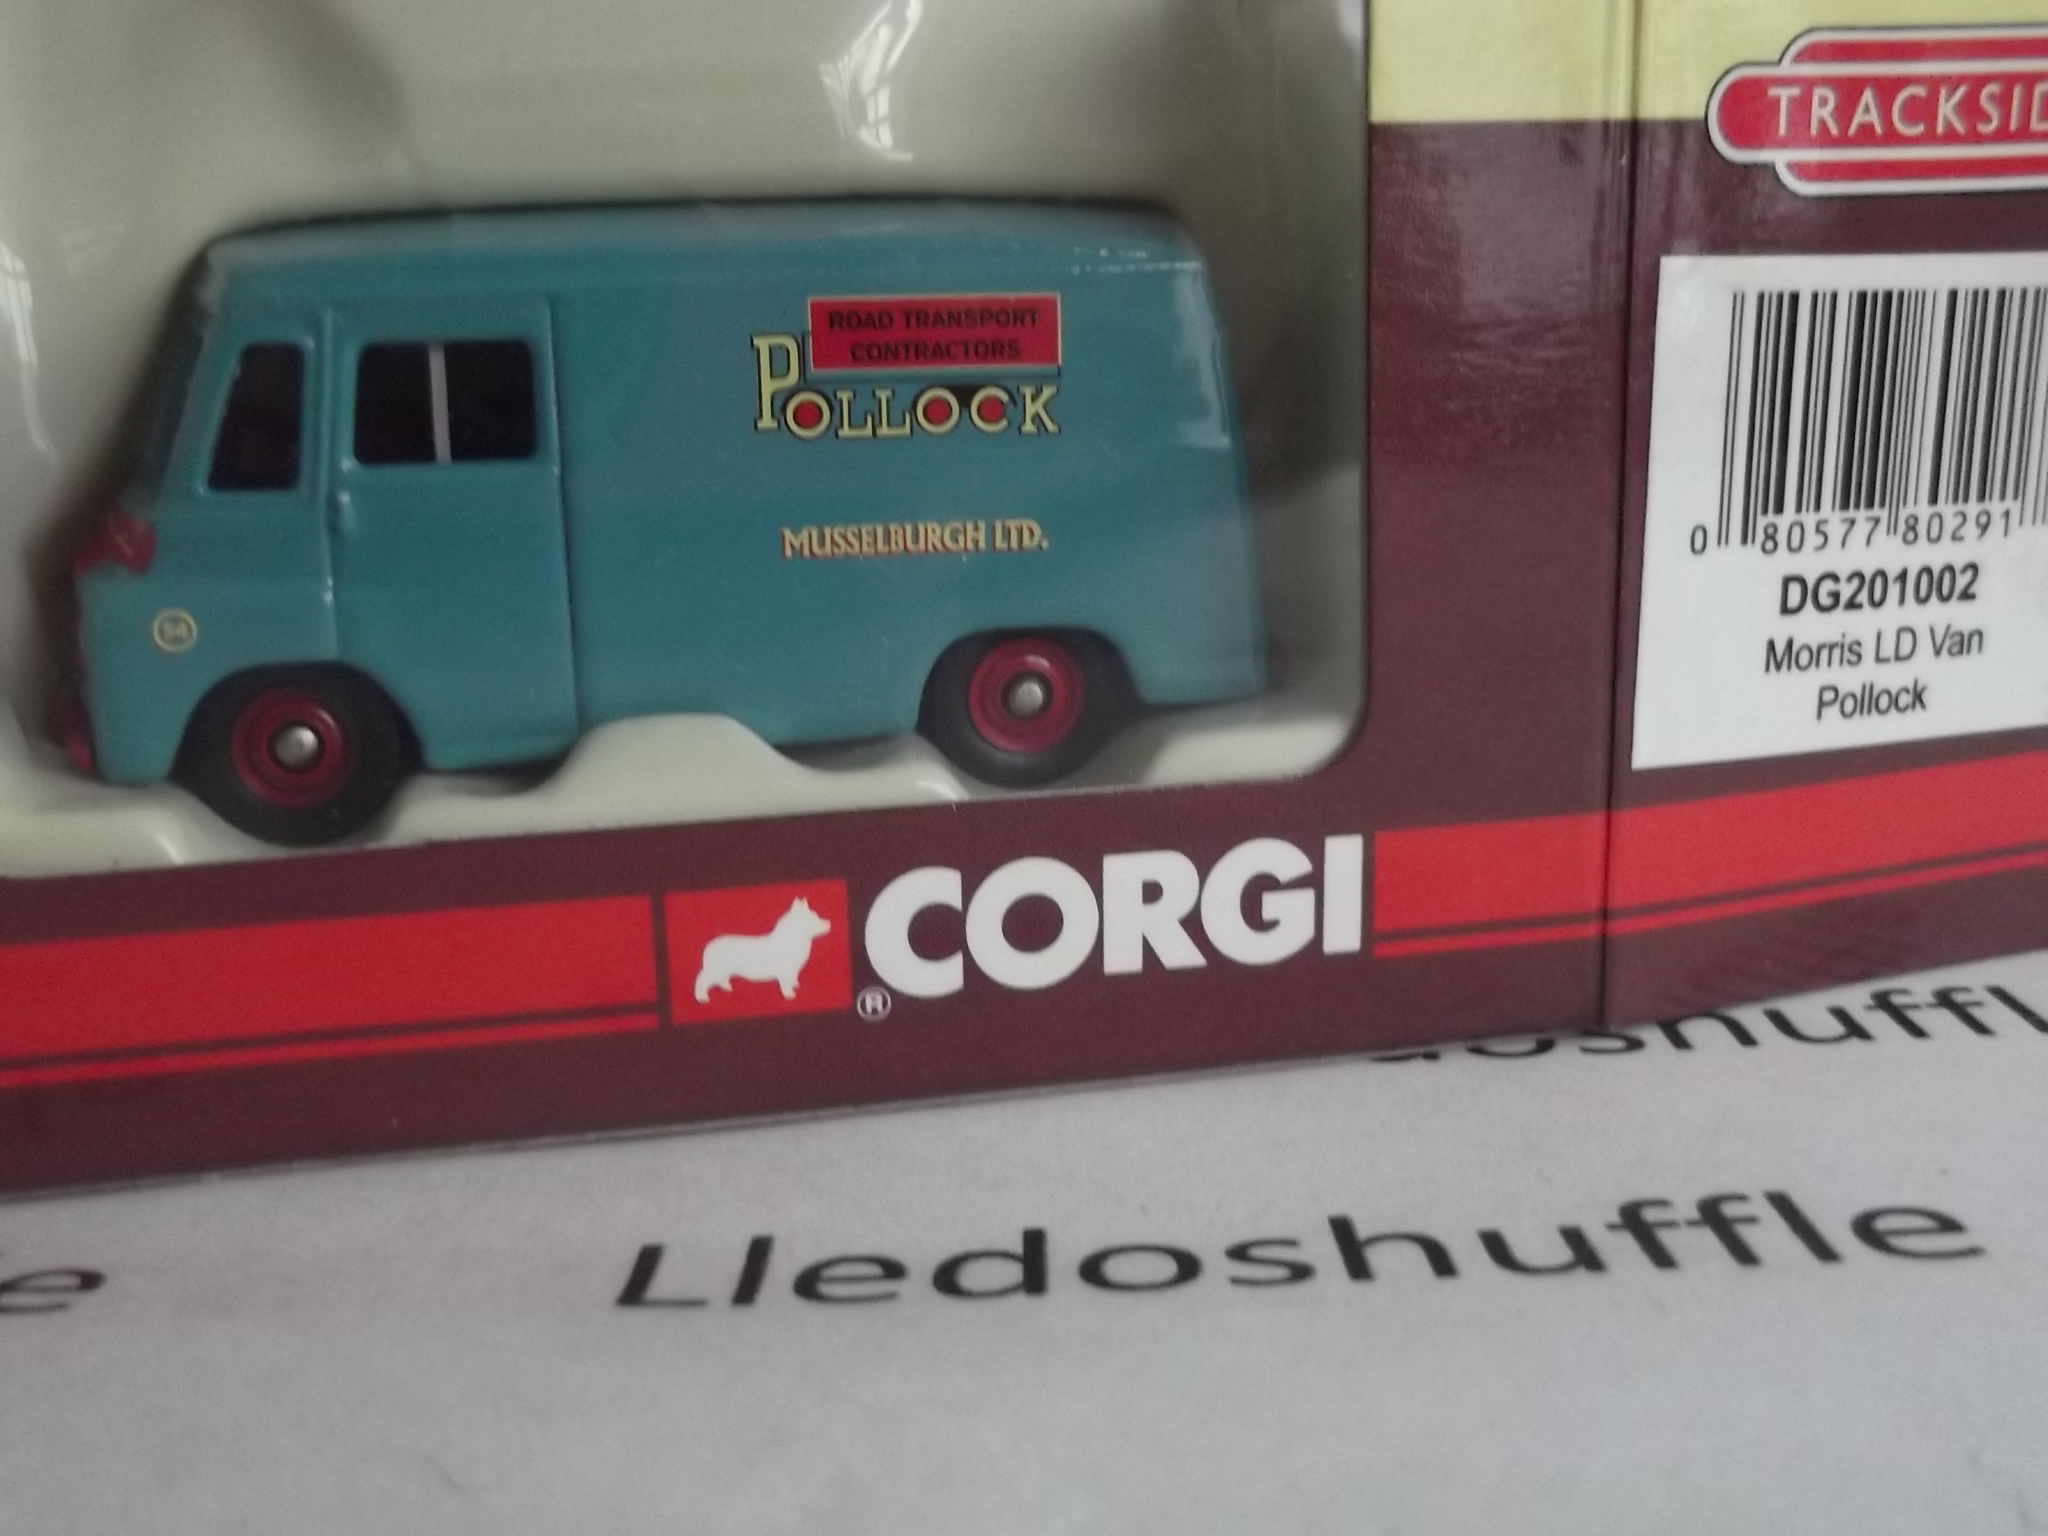 TRACKSID
ROAD TRANSPORT
CONTRACTORS
POLLOCK
MUSSELBURGH LTD.
0 80577 80291
DG201002
Morris LD Van
Pollock
CORGI
®
Lledoshuffle